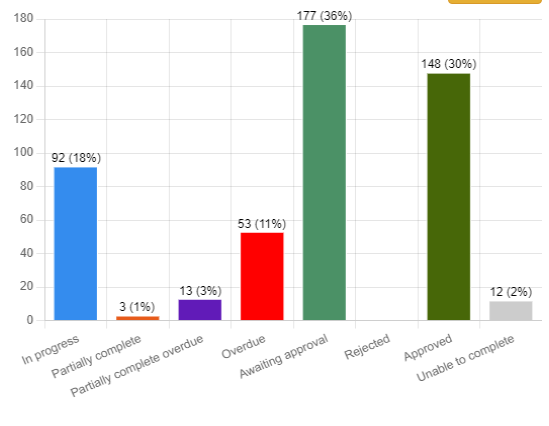 180
160
140
120
100
80
60
40
20
0
92 (18%)
3 (1%)
13 (3%)
53 (11%)
177 (36%)
148 (30%)
12 (2%)
In progress
Partially complete
Partially complete overdue
Overdue
Awaiting approval
Rejected
Approved
Unable to complete